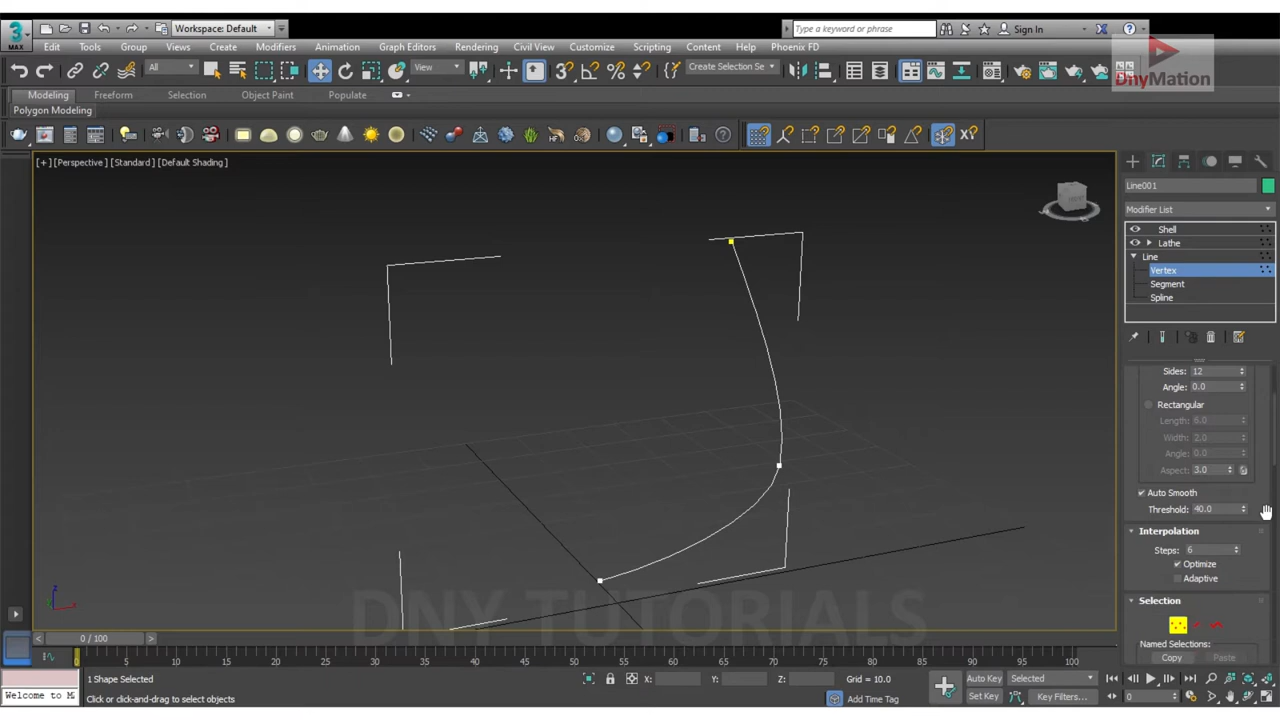 3
MAX
Workspace: Default
Type a keyword or phrase
Sign In
Edit Tools Group Views Create Modifiers Animation Graph Editors Rendering Civil View Customize Scripting Content Help Phoenix FD
DnyMation
All
View
Create Selection Se
Modeling Freeform Selection Object Paint Populate
Polygon Modeling
[+] [Perspective] [Standard] [Default Shading]
Line001
Modifier List
Shell
Lathe
Line
Vertex
Segment
Spline
Sides: 12
Angle: 0.0
Rectangular
Length: 6.0
Width: 2.0
Angle: 0.0
Aspect: 3.0
Auto Smooth
Threshold: 40.0
Interpolation
Steps: 6
Optimize
Adaptive
Selection
Named Selections:
Copy Paste
DNY TUTORIALS
0 / 100
0 5 10 15 20 25 30 35 40 45 50 55 60 65 70 75 80 85 90 95 100
1 Shape Selected
X: Y: Z: Grid = 10.0
Auto Key Selected
Welcome to M
Click or click-and-drag to select objects
Add Time Tag
Set Key Key Filters...
0